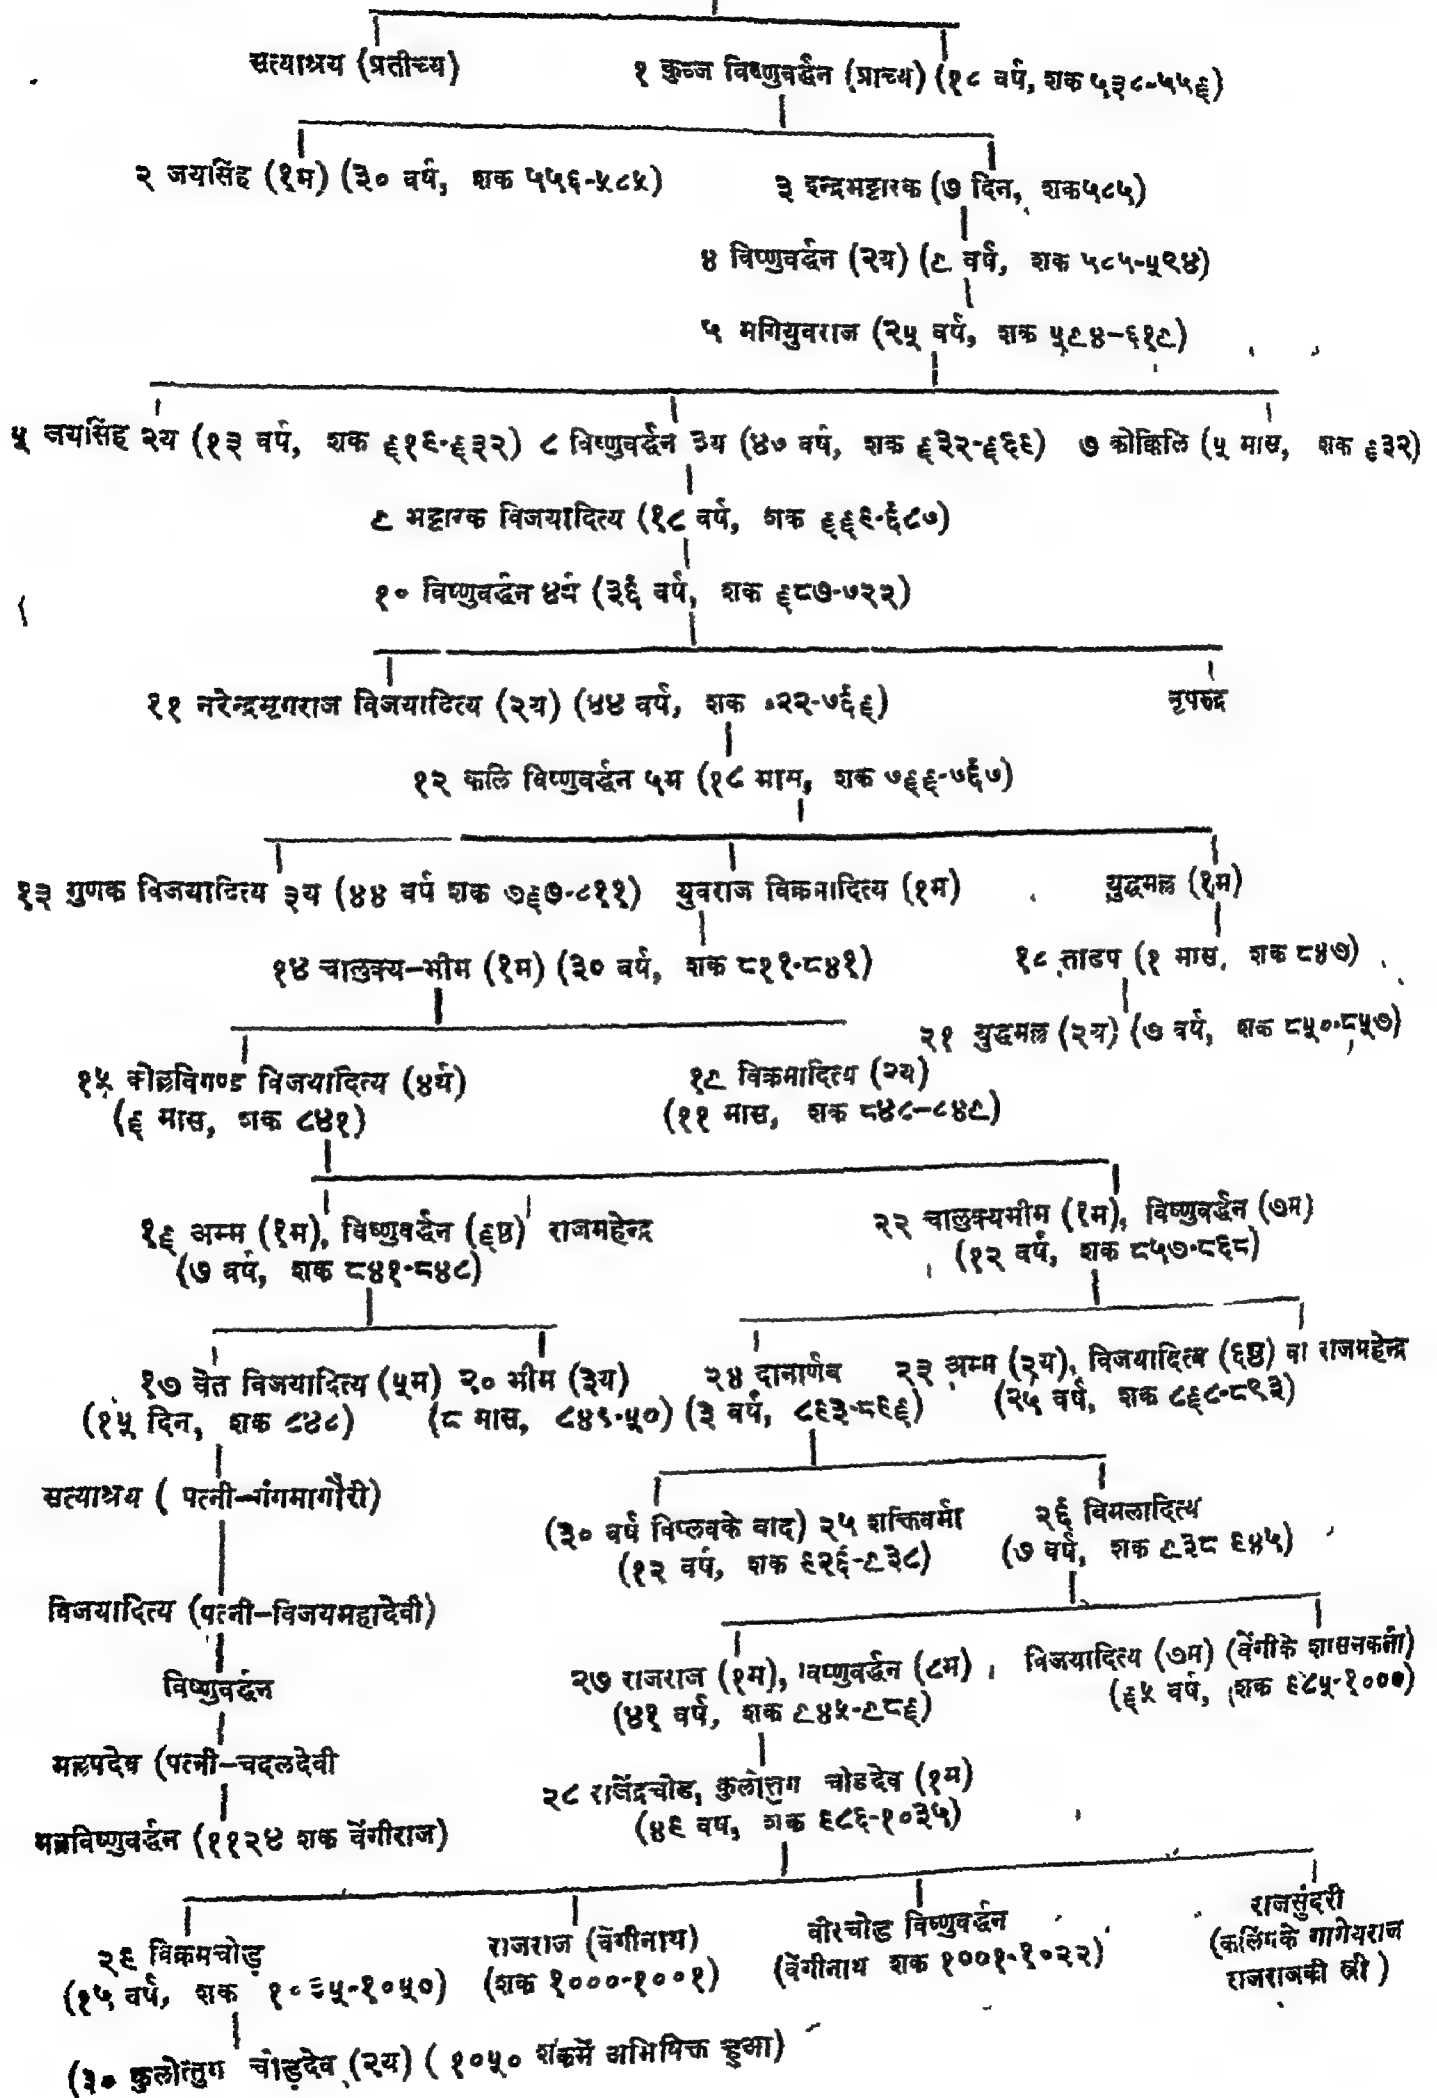 सत्याश्रय (प्रतीच्य) १ कुब्ज विष्णुवर्द्धन (प्राच्य) (१८ वर्ष, शक ५३८-५५६)
२ जयसिंह (१म) (३० वर्ष, शक ५५६-५८५) ३ इन्द्रभट्टारक (७ दिन, शक५८५)
४ विष्णुवर्द्धन (२य) (९ वर्ष, शक ५८५-५९४)
५ मगियुवराज (२५ वर्ष, शक ५९४-६१९)
५ जयसिंह २य (१३ वर्ष, शक ६१९-६३२) ८ विष्णुवर्द्धन ३य (४७ वर्ष, शक ६३२-६६९) ७ कोक्किलि (५ मास, शक ६३२)
९ भट्टारक विजयादित्य (१८ वर्ष, शक ६६९-६८७)
१० विष्णुवर्द्धन ४र्थ (३६ वर्ष, शक ६८७-७२२)
११ नरेन्द्रमृगराज विजयादित्य (२य) (४४ वर्ष, शक २२-७६६) नृपरुद्र
१२ कलि विष्णुवर्द्धन ५म (१८ मास, शक ७६६-७६७)
१३ गुणक विजयादित्य ३य (४४ वर्ष शक ७६७-८११) युवराज विक्रमादित्य (१म) युद्धमल्ल (१म)
१४ चालुक्य-भीम (१म) (३० वर्ष, शक ८११-८४१) १८ ताडप (१ मास, शक ८४७)
२१ युद्धमल्ल (२य) (७ वर्ष, शक ८५०-८५७)
१५ कोल्लविगण्ड विजयादित्य (४र्थ) १९ विक्रमादित्य (२य)
(६ मास, शक ८४१) (११ मास, शक ८४८-८४९)
१६ अम्म (१म), विष्णुवर्द्धन (६ष्ठ) राजमहेन्द्र २२ चालुक्यभीम (१म), विष्णुवर्द्धन (७म)
(७ वर्ष, शक ८४१-८४८) (१२ वर्ष, शक ८५७-८६८)
१७ वेत विजयादित्य (५म) २० भीम (३य) २४ दानार्णव २३ अम्म (२य), विजयादित्य (६ष्ठ) वा राजमहेन्द्र
(१५ दिन, शक ८४८) (८ मास, ८४९-५०) (३ वर्ष, ८९३-८९६) (२५ वर्ष, शक ८६८-८९३)
सत्याश्रय ( पत्नी-गंगमागौरी)
(३० वर्ष विप्लवके वाद) २५ शक्तिवर्मा २६ विमलादित्य
(१२ वर्ष, शक ९२६-९३८) (७ वर्ष, शक ९३८ ९४५)
विजयादित्य (पत्नी-विजयमहादेवी)
२७ राजराज (१म), विष्णुवर्द्धन (८म) विजयादित्य (७म) (वेंगीके शासनकर्त्ता)
विष्णुवर्द्धन (४१ वर्ष, शक ९४५-९८६) (६५ वर्ष, शक ९८५-१०००)
मल्लपदेव (पत्नी-चदलदेवी
२८ राजेंद्रचोड, कुलोत्तुग चोडदेव (१म)
मल्लविष्णुवर्द्धन (११२४ शक वेंगीराज) (४९ वर्ष, शक ९८६-१०३५)
२९ विक्रमचोड़ राजराज (वेंगीनाथ) वीरचोड विष्णुवर्द्धन राजसुंदरी
(१५ वर्ष, शक १०३५-१०५०) (शक १०००-१००१) (वेंगीनाथ शक १००१-१०२२) (कलिंगके गागेयराज
राजराजकी स्त्री )
(३० कुलोत्तुग चोड़देव (२य) ( १०५० शकमें अभिषिक्त हुआ)